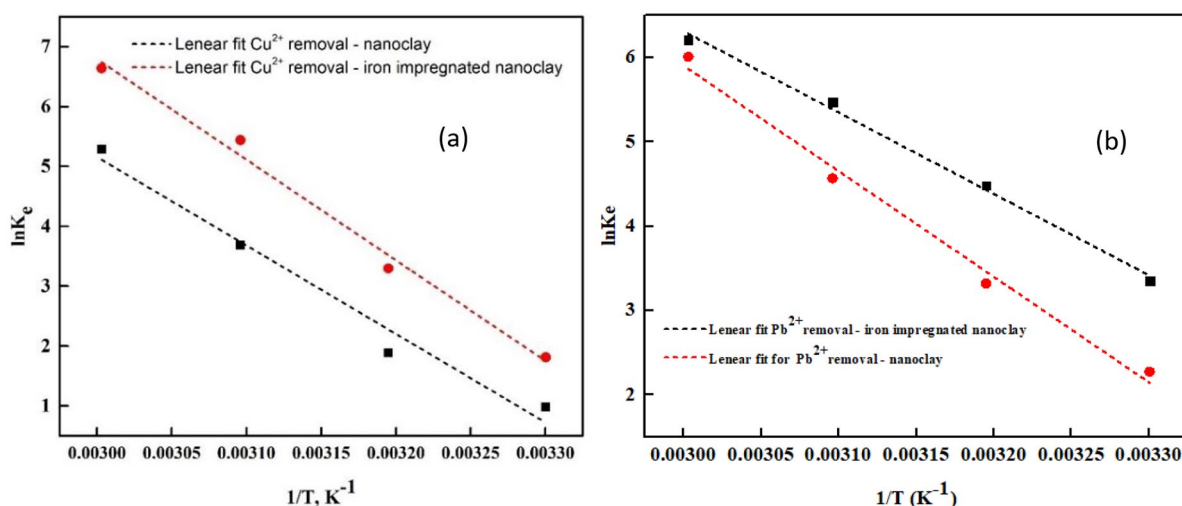 7
6
5
4
3
2
1
lnK_e
Lenear fit Cu²⁺ removal - nanoclay
Lenear fit Cu²⁺ removal - iron impregnated nanoclay
(a)
0.00300 0.00305 0.00310 0.00315 0.00320 0.00325 0.00330
1/T, K⁻¹
6
5
4
3
2
lnKe
(b)
Lenear fit Pb²⁺ removal - iron impregnated nanoclay
Lenear fit for Pb²⁺ removal - nanoclay
0.00300 0.00305 0.00310 0.00315 0.00320 0.00325 0.00330
1/T (K⁻¹)